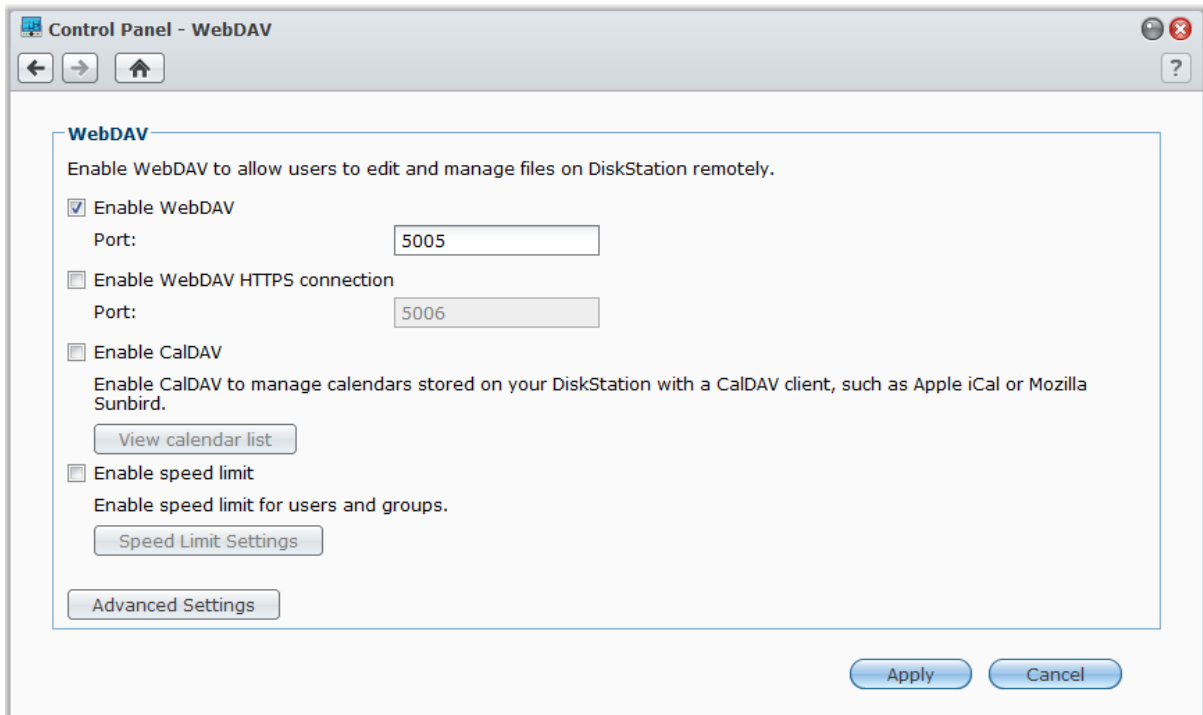 Control Panel - WebDAV
?
WebDAV
Enable WebDAV to allow users to edit and manage files on DiskStation remotely.
Enable WebDAV
Port: 5005
Enable WebDAV HTTPS connection
Port: 5006
Enable CalDAV
Enable CalDAV to manage calendars stored on your DiskStation with a CalDAV client, such as Apple iCal or Mozilla
Sunbird.
View calendar list
Enable speed limit
Enable speed limit for users and groups.
Speed Limit Settings
Advanced Settings
Apply Cancel